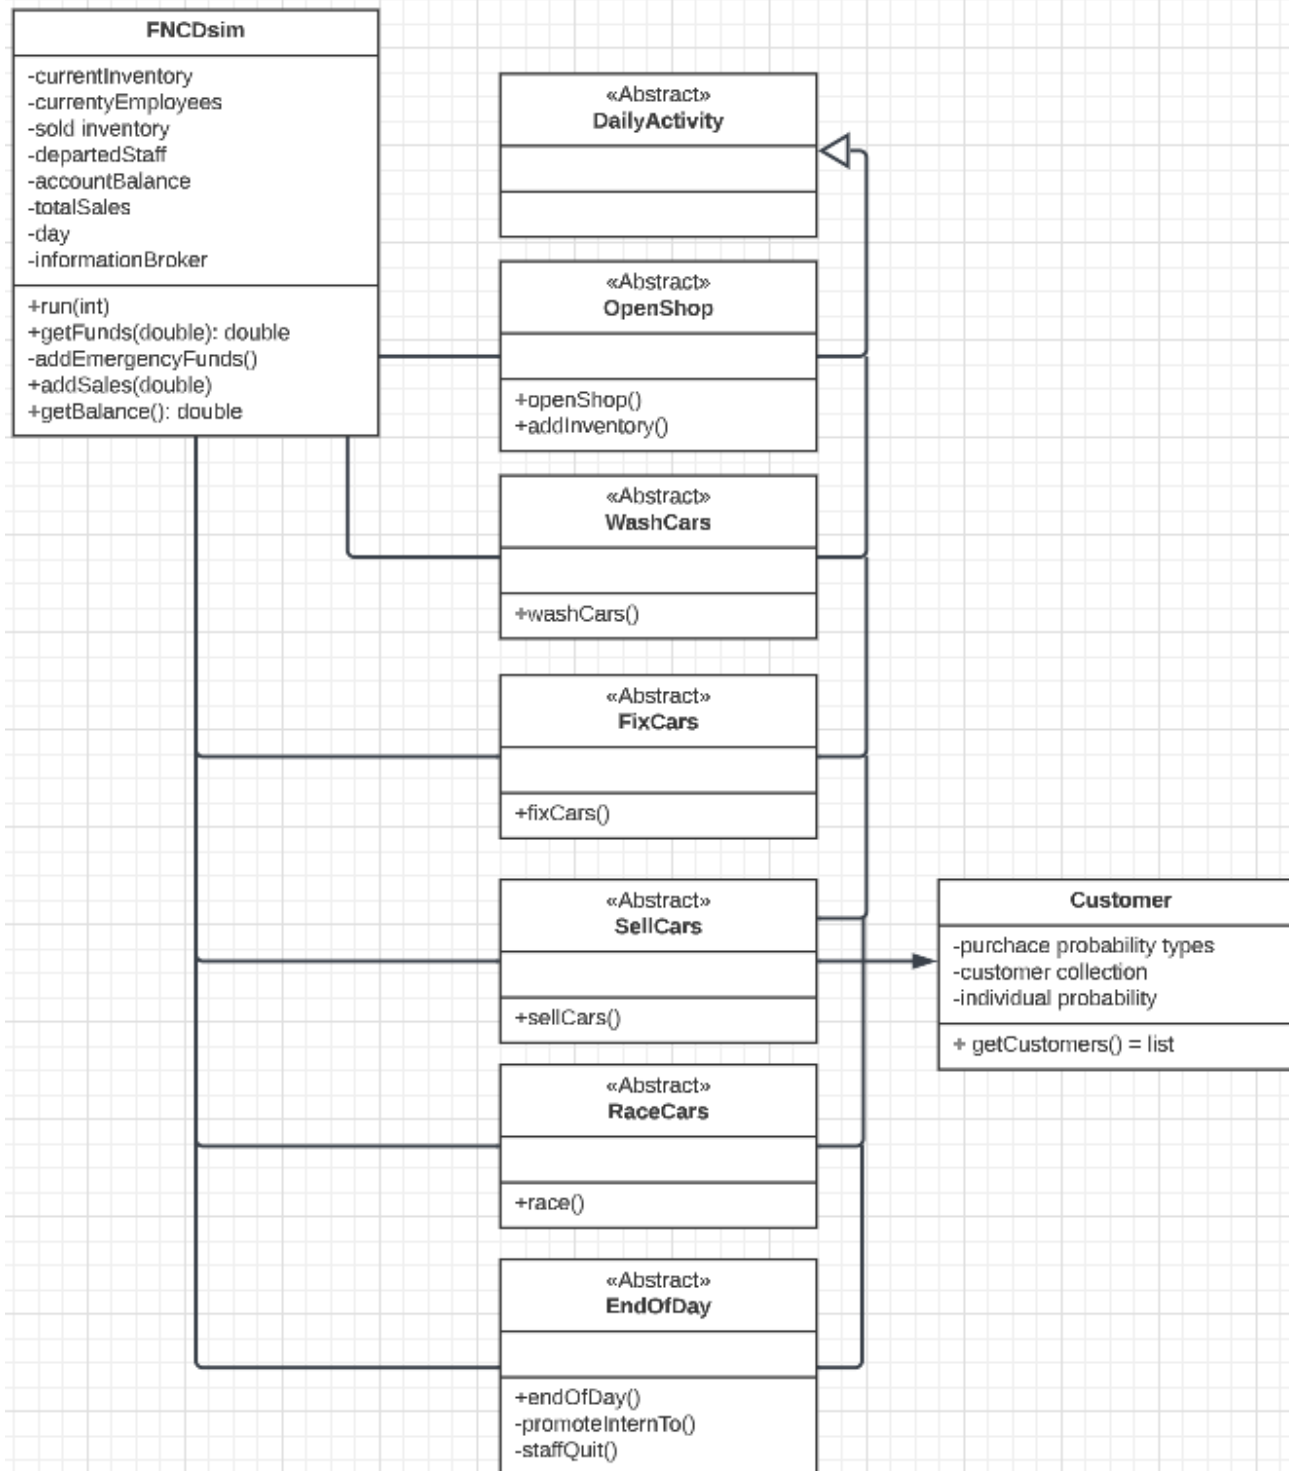 FNCDsim
-currentInventory
-currentyEmployees
-sold inventory
-departedStaff
-accountBalance
-totalSales
-day
-informationBroker
+run(int)
+getFunds(double): double
-addEmergencyFunds()
+addSales(double)
+getBalance(): double
«Abstract»
DailyActivity
«Abstract»
OpenShop
+openShop()
+addInventory()
«Abstract»
WashCars
+washCars()
«Abstract»
FixCars
+fixCars()
«Abstract»
SellCars
+sellCars()
Customer
-purchace probability types
-customer collection
-individual probability
+ getCustomers() = list
«Abstract»
RaceCars
+race()
«Abstract»
EndOfDay
+endOfDay()
-promoteInternTo()
-staffQuit()